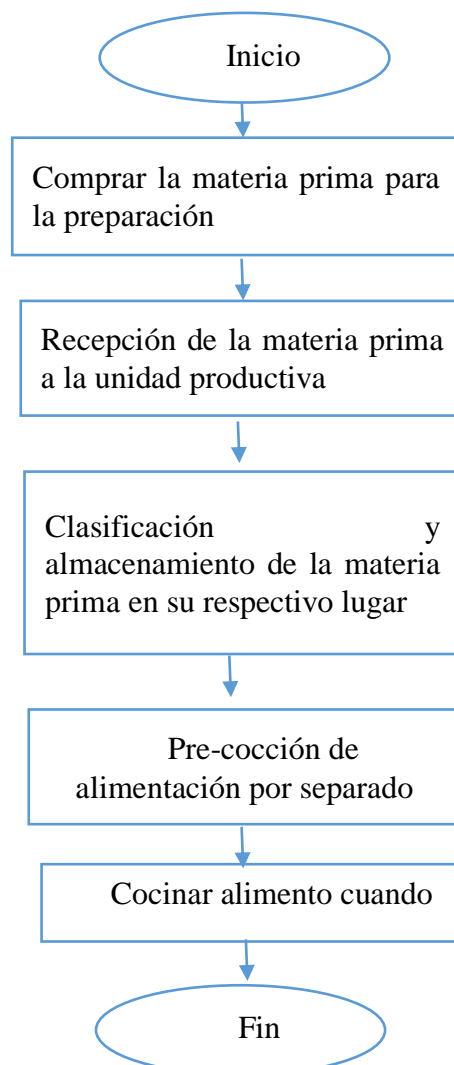 Inicio
Comprar la materia prima para
la preparación
Recepción de la materia prima
a la unidad productiva
Clasificación y
almacenamiento de la materia
prima en su respectivo lugar
Pre-cocción de
alimentación por separado
Cocinar alimento cuando
Fin